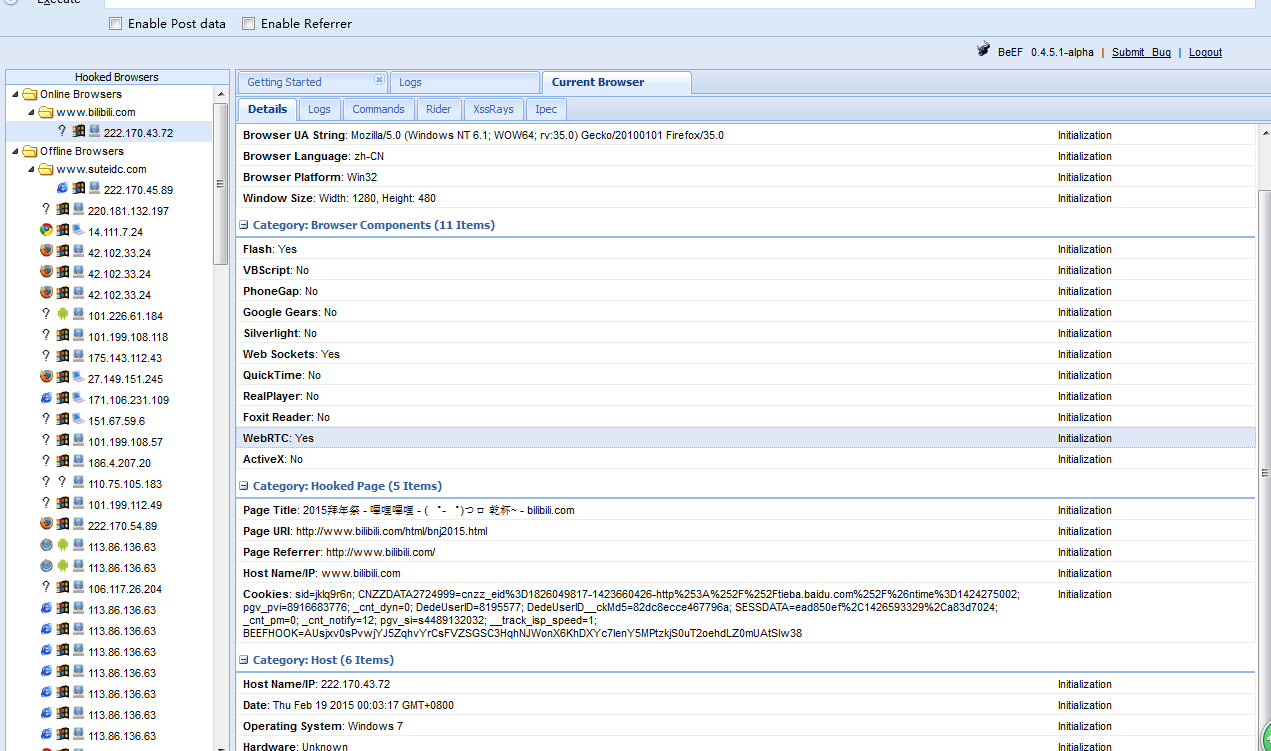 Execute
Enable Post data Enable Referrer
BeEF 0.4.5.1-alpha | Submit Bug | Logout
Hooked Browsers
Online Browsers
www.bilibili.com
? 222.170.43.72
Offline Browsers
www.suteidc.com
222.170.45.89
? 220.181.132.197
14.111.7.24
42.102.33.24
42.102.33.24
42.102.33.24
? 101.226.61.184
? 101.199.108.118
? 175.143.112.43
27.149.151.245
171.106.231.109
? 151.67.59.6
? 101.199.108.57
? 186.4.207.20
? ? 110.75.105.183
? 101.199.112.49
222.170.54.89
113.86.136.63
113.86.136.63
? 106.117.26.204
113.86.136.63
113.86.136.63
113.86.136.63
113.86.136.63
113.86.136.63
113.86.136.63
113.86.136.63
Getting Started Logs Current Browser
Details Logs Commands Rider XssRays Ipec
Browser UA String: Mozilla/5.0 (Windows NT 6.1; WOW64; rv:35.0) Gecko/20100101 Firefox/35.0 Initialization
Browser Language: zh-CN Initialization
Browser Platform: Win32 Initialization
Window Size: Width: 1280, Height: 480 Initialization
Category: Browser Components (11 Items)
Flash: Yes Initialization
VBScript: No Initialization
PhoneGap: No Initialization
Google Gears: No Initialization
Silverlight: No Initialization
Web Sockets: Yes Initialization
QuickTime: No Initialization
RealPlayer: No Initialization
Foxit Reader: No Initialization
WebRTC: Yes Initialization
ActiveX: No Initialization
Category: Hooked Page (5 Items)
Page Title: 2015拜年祭 - 嗶哩嗶哩 - ( ゜- ゜)つロ 乾杯~ - bilibili.com Initialization
Page URI: http://www.bilibili.com/html/bnj2015.html Initialization
Page Referrer: http://www.bilibili.com/ Initialization
Host Name/IP: www.bilibili.com Initialization
Cookies: sid=jklq9r6n; CNZZDATA2724999=cnzz_eid%3D1826049817-1423660426-http%253A%252F%252Ftieba.baidu.com%252F%26ntime%3D1424275002; Initialization
pgv_pvi=8916683776; _cnt_dyn=0; DedeUserID=8195577; DedeUserID__ckMd5=82dc8ecce467796a; SESSDATA=ead850ef%2C1426593329%2Ca83d7024;
_cnt_pm=0; _cnt_notify=12; pgv_si=s4489132032; __track_isp_speed=1;
BEEFHOOK=AUsjxv0sPvwjYJ5ZqhvYrCsFVZSGSC3HqhNJWonX6KhDXYc7lenY5MPtzkjS0uT2oehdLZ0mUAtSlw38
Category: Host (6 Items)
Host Name/IP: 222.170.43.72 Initialization
Date: Thu Feb 19 2015 00:03:17 GMT+0800 Initialization
Operating System: Windows 7 Initialization
Hardware: Unknown Initialization